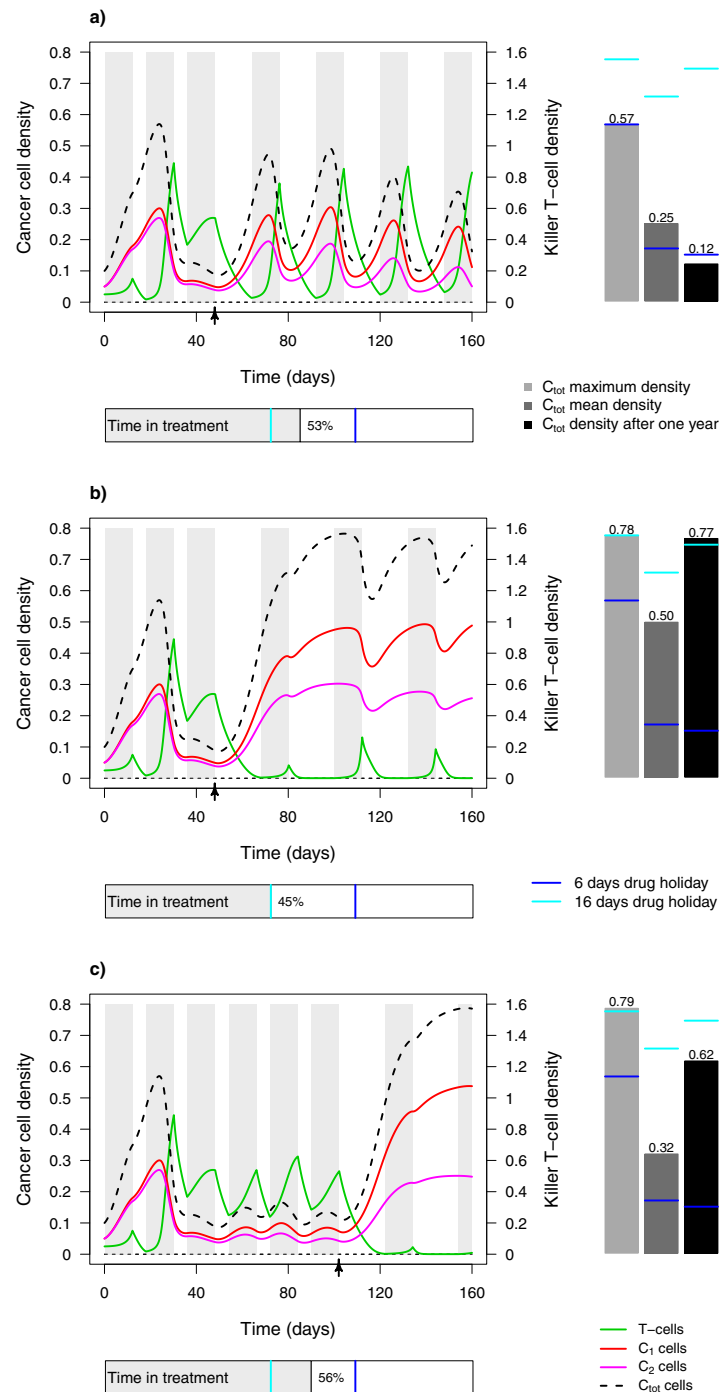 a)
0.8
0.7
0.6
0.5
0.4
0.3
0.2
0.1
0
Cancer cell density
1.6
1.4
1.2
1
0.8
0.6
0.4
0.2
0
Killer T−cell density
0 40 80 120 160
Time (days)
0.57
0.25
0.12
C_tot maximum density
C_tot mean density
C_tot density after one year
Time in treatment 53%
b)
0.8
0.7
0.6
0.5
0.4
0.3
0.2
0.1
0
Cancer cell density
1.6
1.4
1.2
1
0.8
0.6
0.4
0.2
0
Killer T−cell density
0 40 80 120 160
Time (days)
0.78
0.50
0.77
6 days drug holiday
16 days drug holiday
Time in treatment 45%
c)
0.8
0.7
0.6
0.5
0.4
0.3
0.2
0.1
0
Cancer cell density
1.6
1.4
1.2
1
0.8
0.6
0.4
0.2
0
Killer T−cell density
0 40 80 120 160
Time (days)
0.79
0.32
0.62
T−cells
C₁ cells
C₂ cells
C_tot cells
Time in treatment 56%